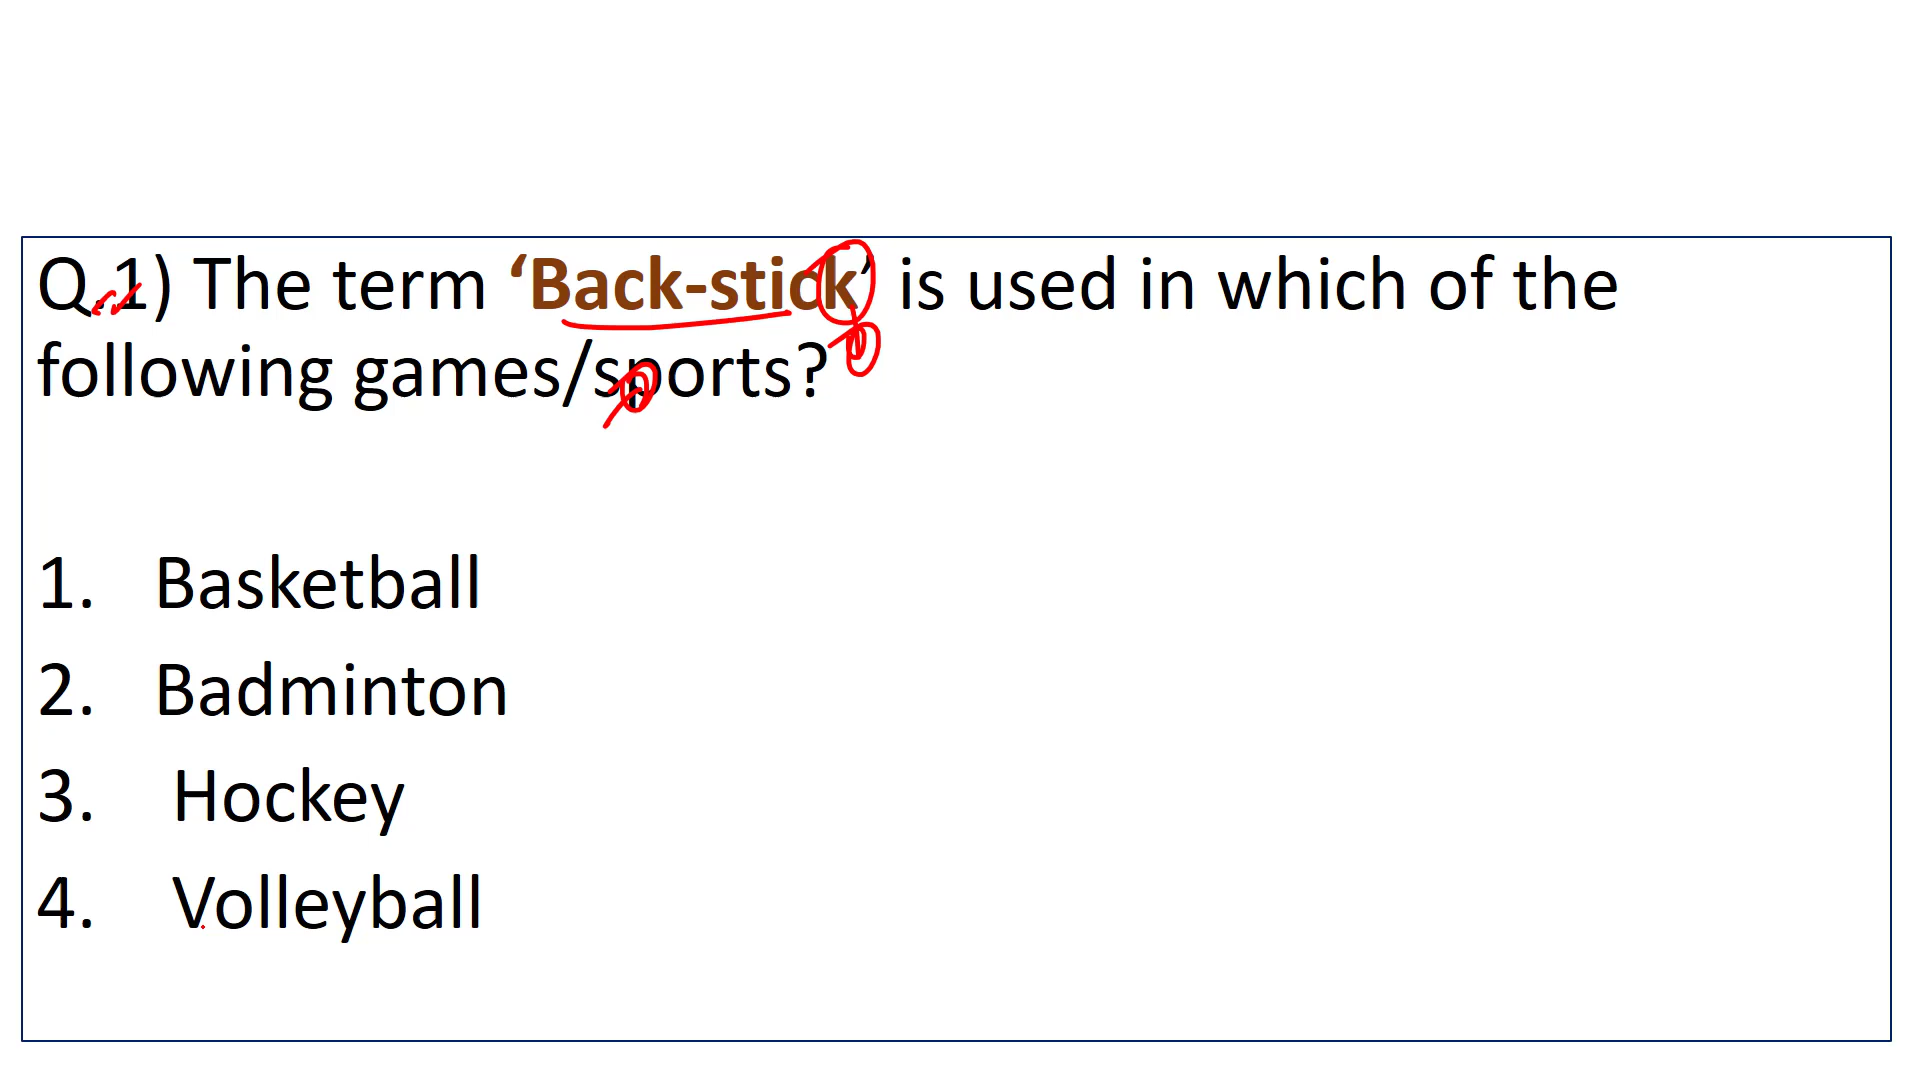 Q.1) The term ‘Back-stick’ is used in which of the
following games/sports?
1. Basketball
2. Badminton
3. Hockey
4. Volleyball